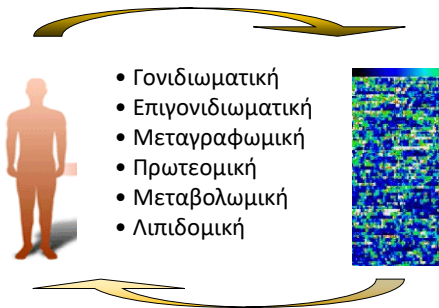 • Γονιδιωματική
• Επιγονιδιωματική
• Μεταγραφωμική
• Πρωτεομική
• Μεταβολωμική
• Λιπιδομική